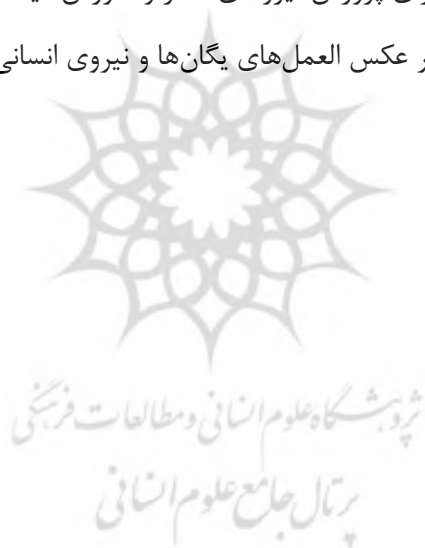 ر عکس العمل‌های یگان‌ها و نیروی انسانی
پژوهشگاه علوم انسانی و مطالعات فرهنگی
پرتال جامع علوم انسانی